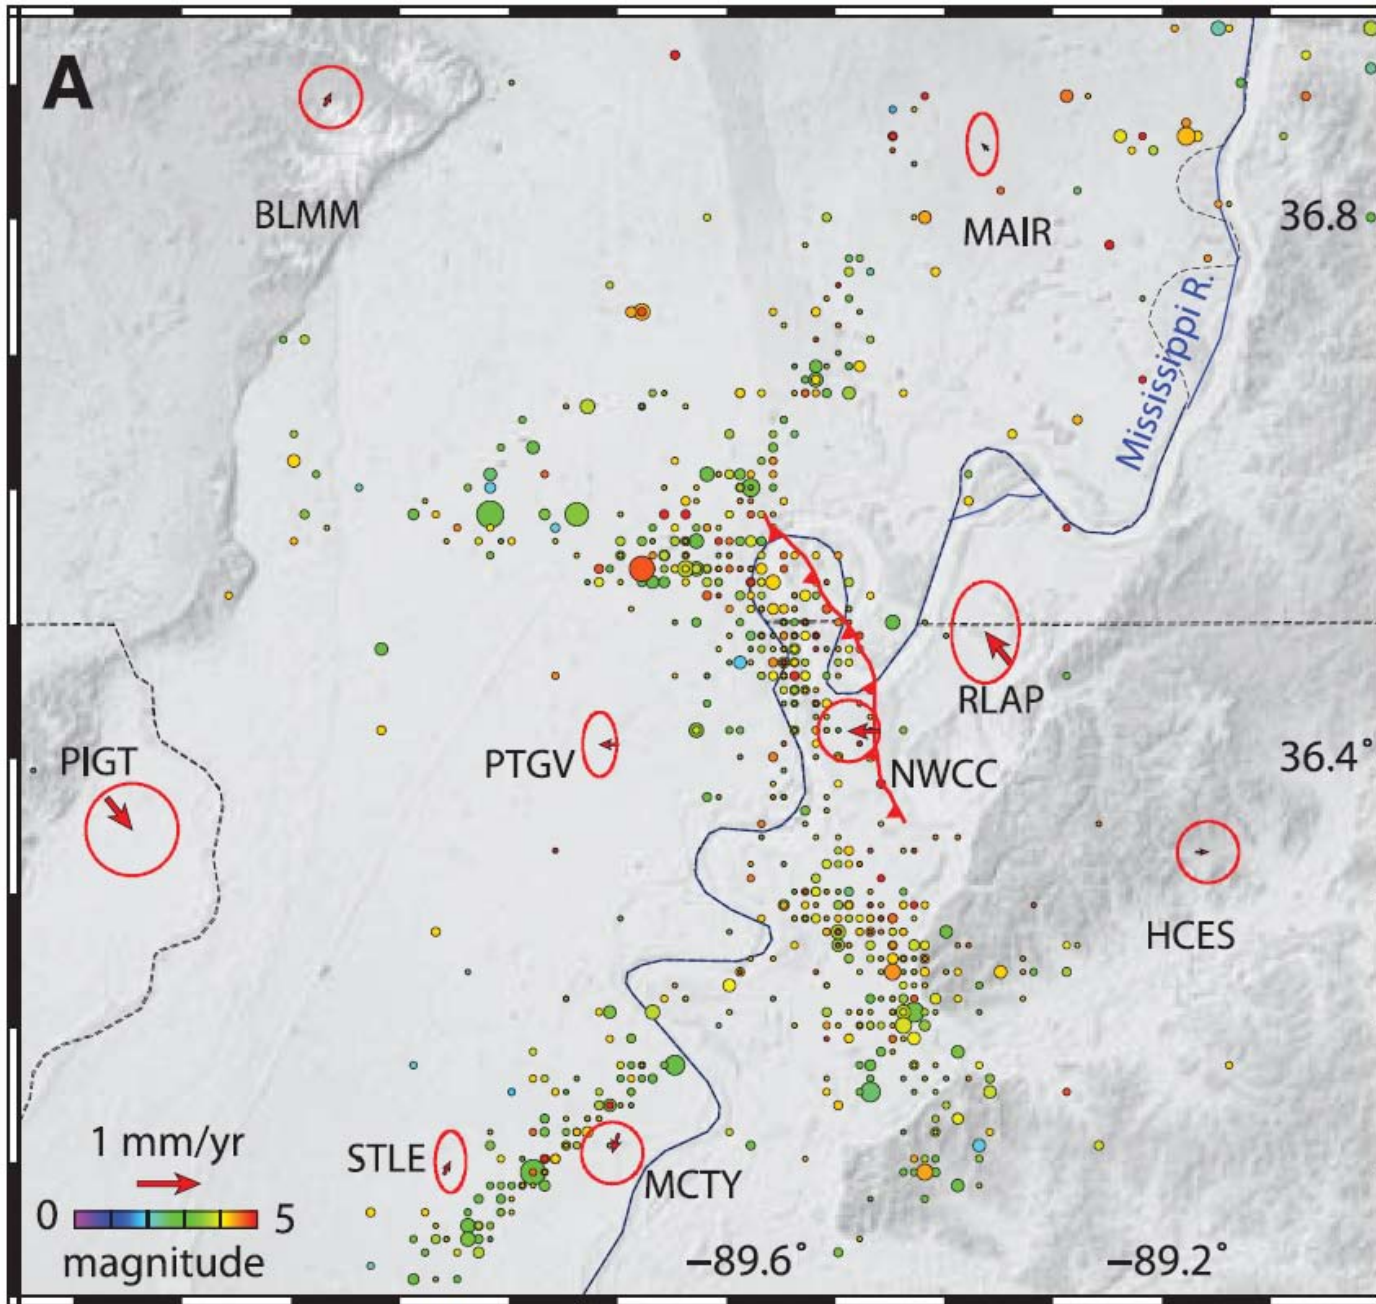 A
BLMM
MAIR
36.8
Mississippi R.
RLAP
PIGT
PTGV
NWCC
36.4°
HCES
1 mm/yr
STLE
MCTY
0 5
magnitude
−89.6°
−89.2°